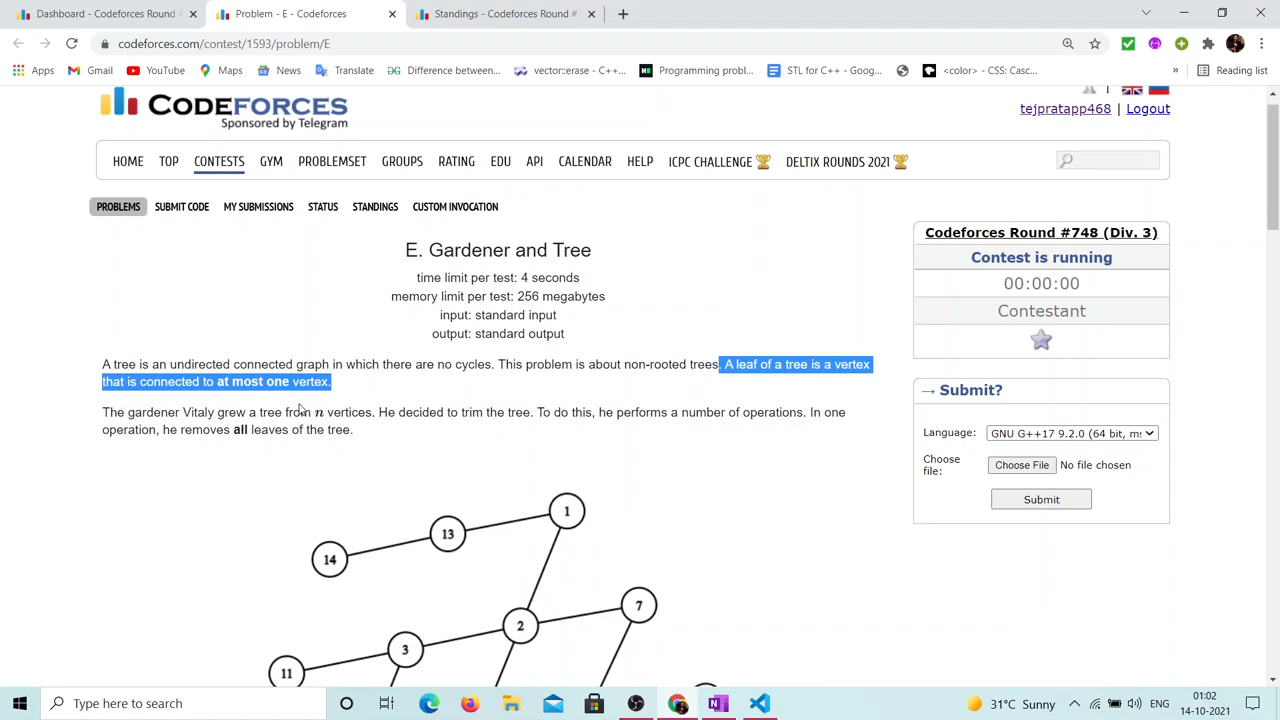 Dashboard - Codeforces Round #7
Problem - E - Codeforces
Standings - Codeforces Round #
codeforces.com/contest/1593/problem/E
Apps Gmail YouTube Maps News Translate Difference between... vector::erase - C++... Programming probl... STL for C++ - Goog... <color> - CSS: Casc... » Reading list
CODEFORCES
Sponsored by Telegram
tejpratapp468 | Logout
HOME TOP CONTESTS GYM PROBLEMSET GROUPS RATING EDU API CALENDAR HELP ICPC CHALLENGE DELTIX ROUNDS 2021
PROBLEMS SUBMIT CODE MY SUBMISSIONS STATUS STANDINGS CUSTOM INVOCATION
E. Gardener and Tree
time limit per test: 4 seconds
memory limit per test: 256 megabytes
input: standard input
output: standard output
A tree is an undirected connected graph in which there are no cycles. This problem is about non-rooted trees. A leaf of a tree is a vertex
that is connected to at most one vertex.
The gardener Vitaly grew a tree from n vertices. He decided to trim the tree. To do this, he performs a number of operations. In one
operation, he removes all leaves of the tree.
1
13
14
7
2
3
11
Codeforces Round #748 (Div. 3)
Contest is running
00:00:00
Contestant
→ Submit?
Language: GNU G++17 9.2.0 (64 bit, m
Choose
file: Choose File No file chosen
Submit
Type here to search
31°C Sunny
ENG
01:02
14-10-2021